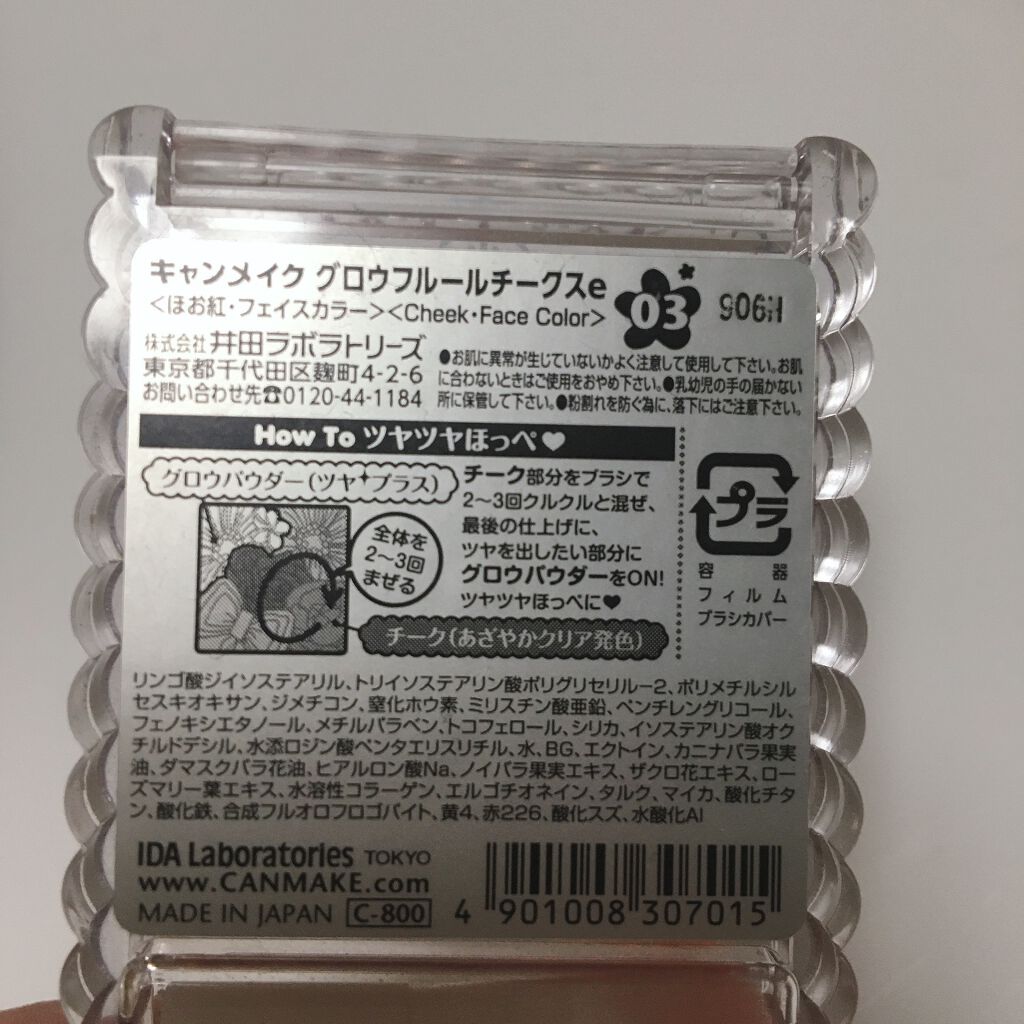 キャンメイク グロウフルールチークスe
<ほお紅・フェイスカラー><Cheek・Face Color>
03
株式会社 井田ラボラトリーズ
東京都千代田区麹町4-2-6
お問い合わせ先☎0120-44-1184
●お肌に異常が生じていないかよく注意して使用して下さい。お肌
に合わないときはご使用をおやめ下さい。●乳幼児の手の届かない
所に保管して下さい。●粉割れを防ぐ為に、落下にはご注意下さい。
How To ツヤツヤほっぺ♥
グロウパウダー(ツヤ✦プラス)
全体を
2〜3回
まぜる
チーク(あざやかクリア発色)
チーク部分をブラシで
2〜3回クルクルと混ぜ、
最後の仕上げに、
ツヤを出したい部分に
グロウパウダーをON!
ツヤツヤほっぺに♥
プラ
容器
フィルム
ブラシカバー
リンゴ酸ジイソステアリル、トリイソステアリン酸ポリグリセリル-2、ポリメチルシル
セスキオキサン、ジメチコン、窒化ホウ素、ミリスチン酸亜鉛、ペンチレングリコール、
フェノキシエタノール、メチルパラベン、トコフェロール、シリカ、イソステアリン酸オク
チルドデシル、水添ロジン酸ペンタエリスリチル、水、BG、エクトイン、カニナバラ果実
油、ダマスクバラ花油、ヒアルロン酸Na、ノイバラ果実エキス、ザクロ花エキス、ロー
ズマリー葉エキス、水溶性コラーゲン、エルゴチオネイン、タルク、マイカ、酸化チタ
ン、酸化鉄、合成フルオロフロゴパイト、黄4、赤226、酸化スズ、水酸化Al
IDA Laboratories TOKYO
www.CANMAKE.com
MADE IN JAPAN C-800
4 901008 307015